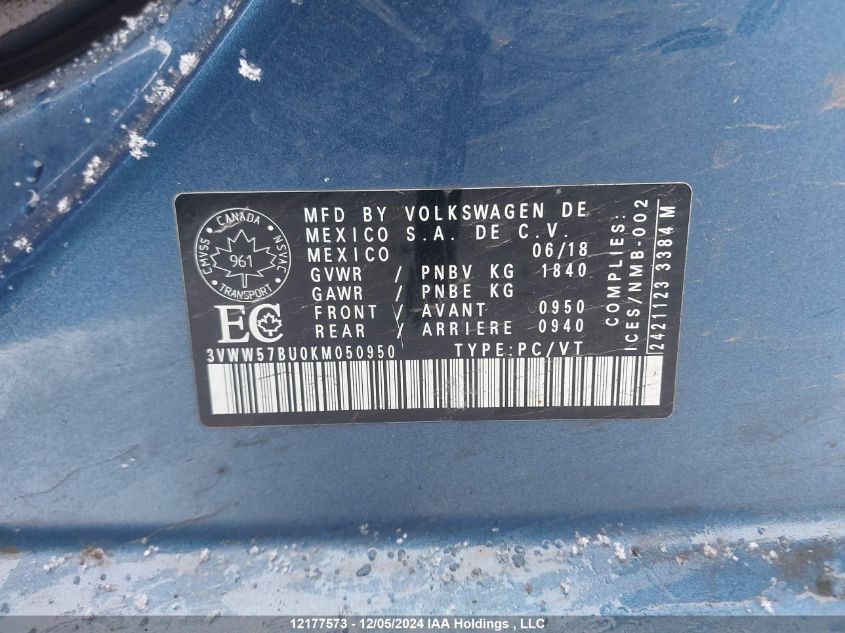 CANADA
CMVSS
NSVAC
961
TRANSPORT
EC
MFD BY VOLKSWAGEN DE
MEXICO S.A. DE C.V.
MEXICO 06/18
GVWR / PNBV KG 1840
GAWR / PNBE KG
FRONT / AVANT 0950
REAR / ARRIERE 0940
3VWW57BU0KM050950 TYPE:PC/VT
COMPLIES:
ICES/NMB-002
2421123 3384 M
12177573 - 12/05/2024 IAA Holdings , LLC